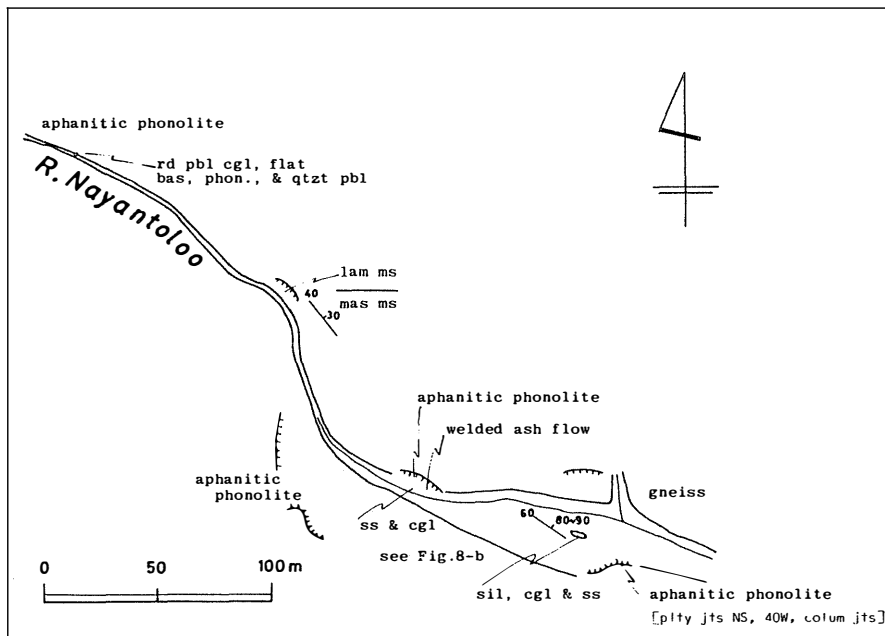 aphanitic phonolite
rd pbl cgl, flat
bas, phon., & qtzt pbl
R. Nayantoloo
lam ms
40
mas ms
30
aphanitic phonolite
welded ash flow
aphanitic
phonolite
gneiss
ss & cgl
60
80~90
see Fig.8-b
0 50 100 m
sil, cgl & ss
aphanitic phonolite
[plty jts NS, 40W, colum jts]